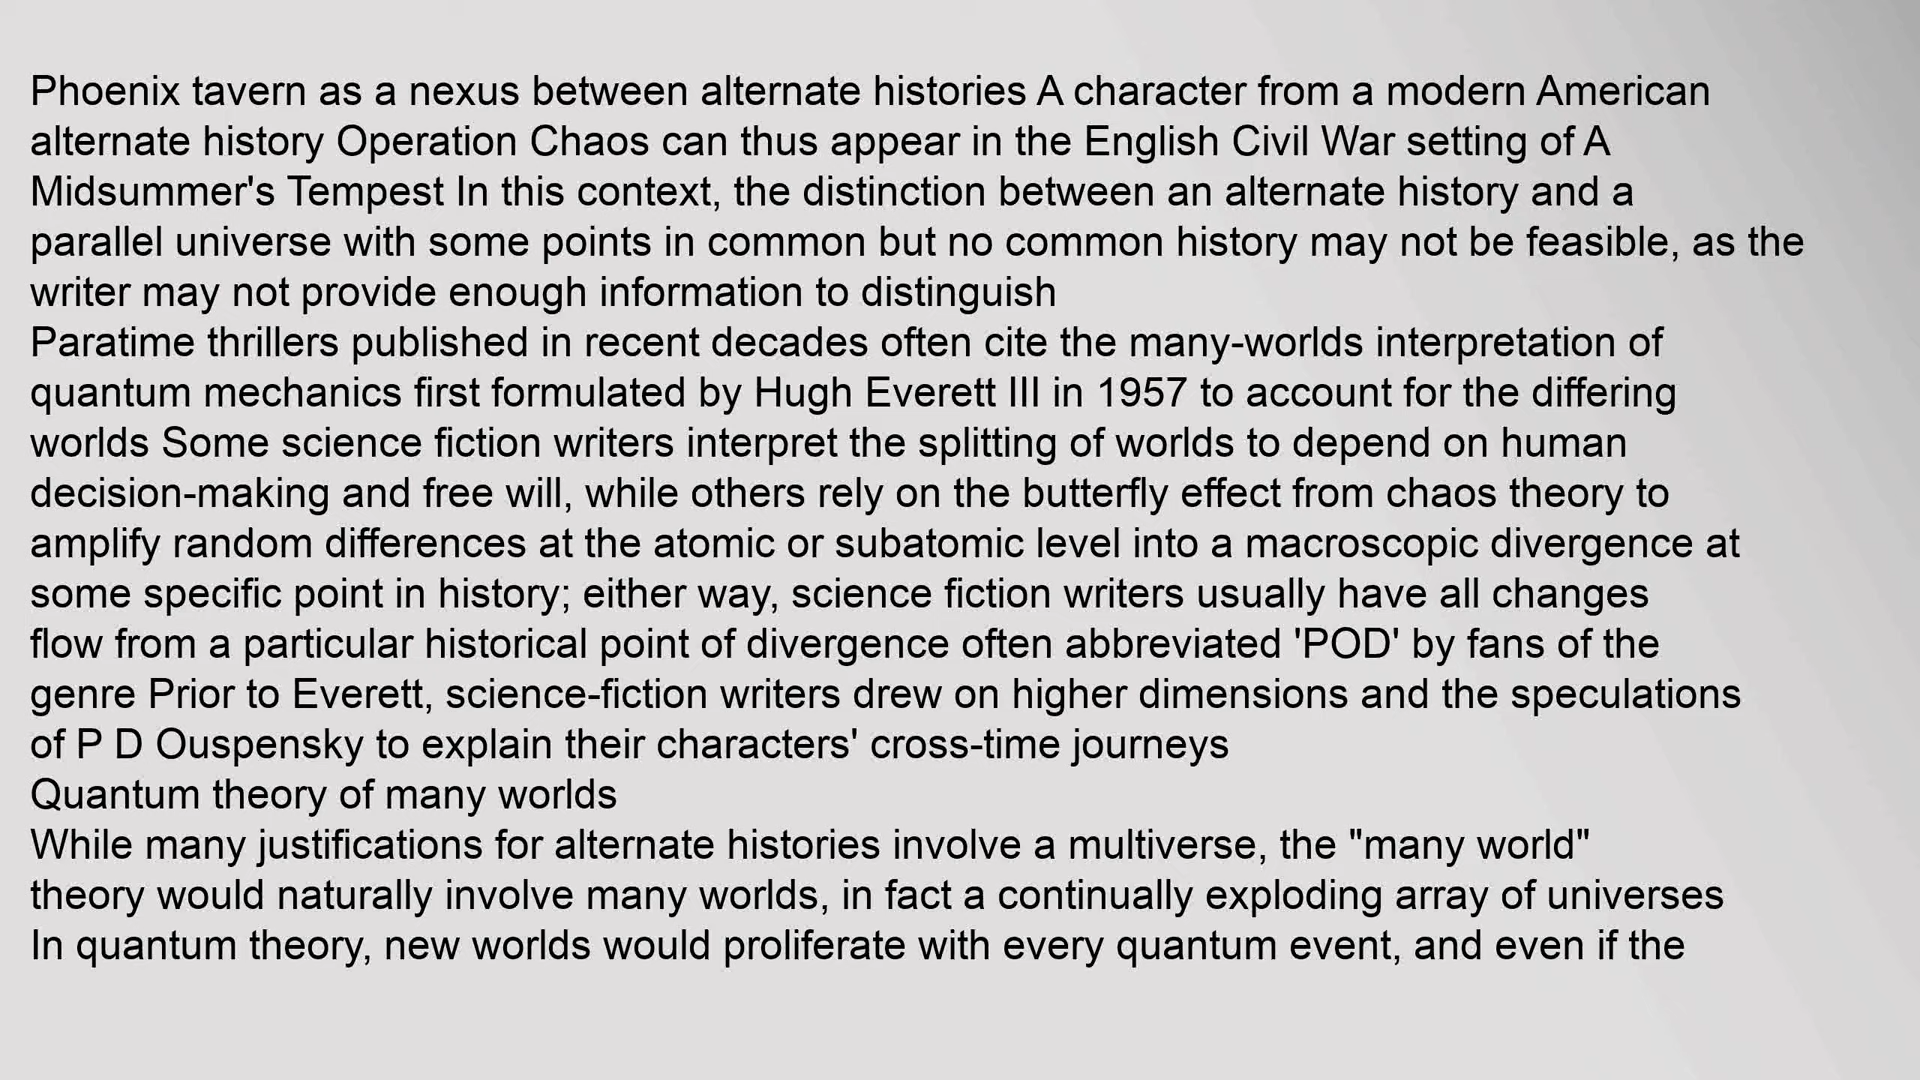 Phoenix tavern as a nexus between alternate histories A character from a modern American
alternate history Operation Chaos can thus appear in the English Civil War setting of A
Midsummer's Tempest In this context, the distinction between an alternate history and a
parallel universe with some points in common but no common history may not be feasible, as the
writer may not provide enough information to distinguish
Paratime thrillers published in recent decades often cite the many-worlds interpretation of
quantum mechanics first formulated by Hugh Everett III in 1957 to account for the differing
worlds Some science fiction writers interpret the splitting of worlds to depend on human
decision-making and free will, while others rely on the butterfly effect from chaos theory to
amplify random differences at the atomic or subatomic level into a macroscopic divergence at
some specific point in history; either way, science fiction writers usually have all changes
flow from a particular historical point of divergence often abbreviated 'POD' by fans of the
genre Prior to Everett, science-fiction writers drew on higher dimensions and the speculations
of P D Ouspensky to explain their characters' cross-time journeys
Quantum theory of many worlds
While many justifications for alternate histories involve a multiverse, the "many world"
theory would naturally involve many worlds, in fact a continually exploding array of universes
In quantum theory, new worlds would proliferate with every quantum event, and even if the